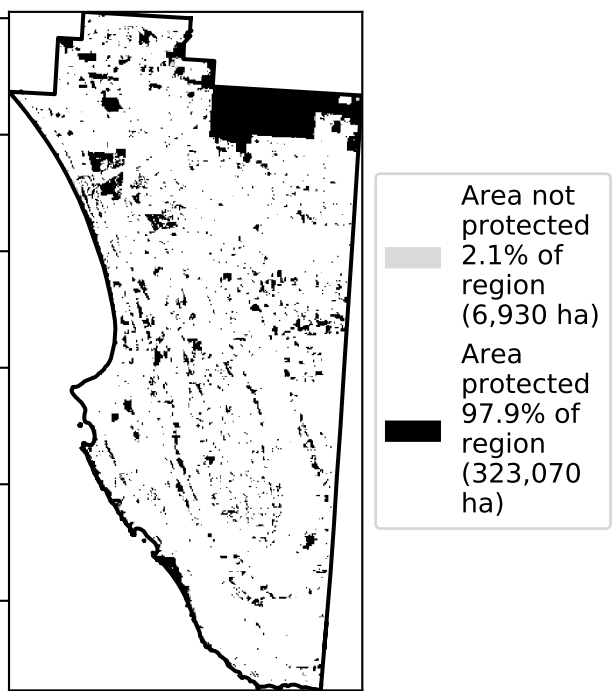 Area not
protected
2.1% of
region
(6,930 ha)
Area
protected
97.9% of
region
(323,070
ha)